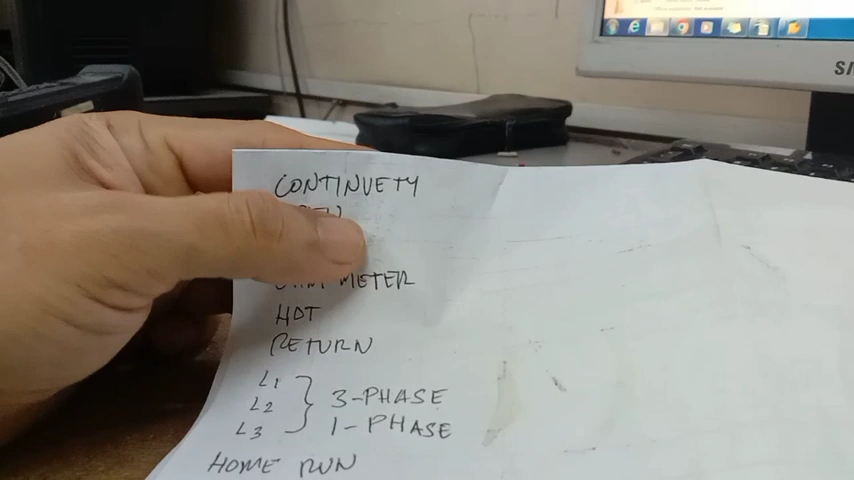 CONTINUETY
METER
HOT
RETURN
L1
L2 } 3-PHASE
L3 1-PHASE
HOME RUN